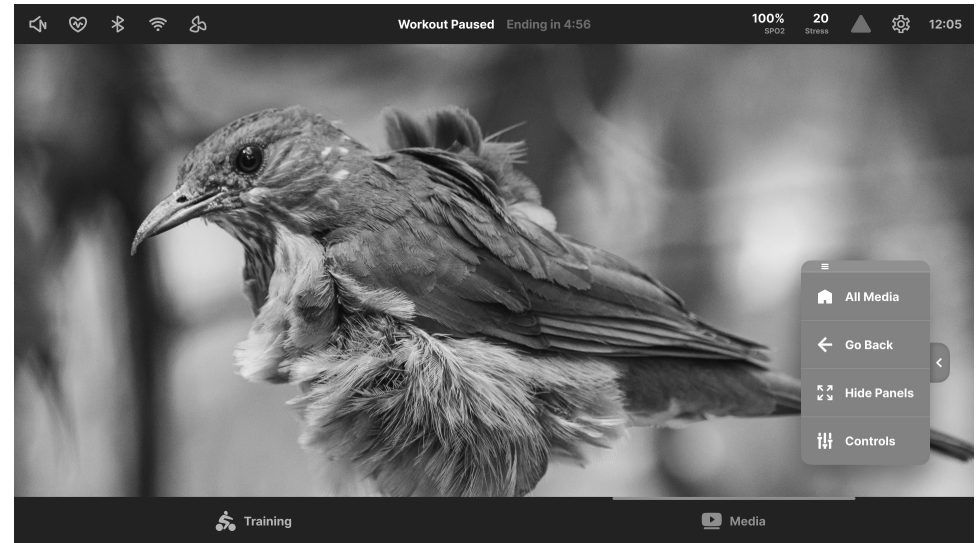 Workout Paused Ending in 4:56
100% 20 12:05
SPO2 Stress
All Media
Go Back
Hide Panels
Controls
Training Media